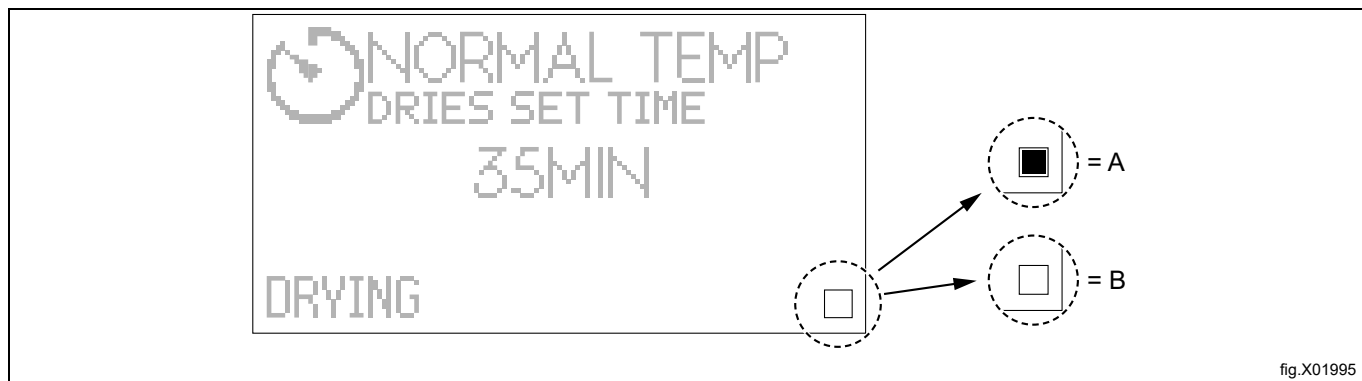 NORMAL TEMP
DRIES SET TIME
35MIN
DRYING
= A
= B
fig.X01995